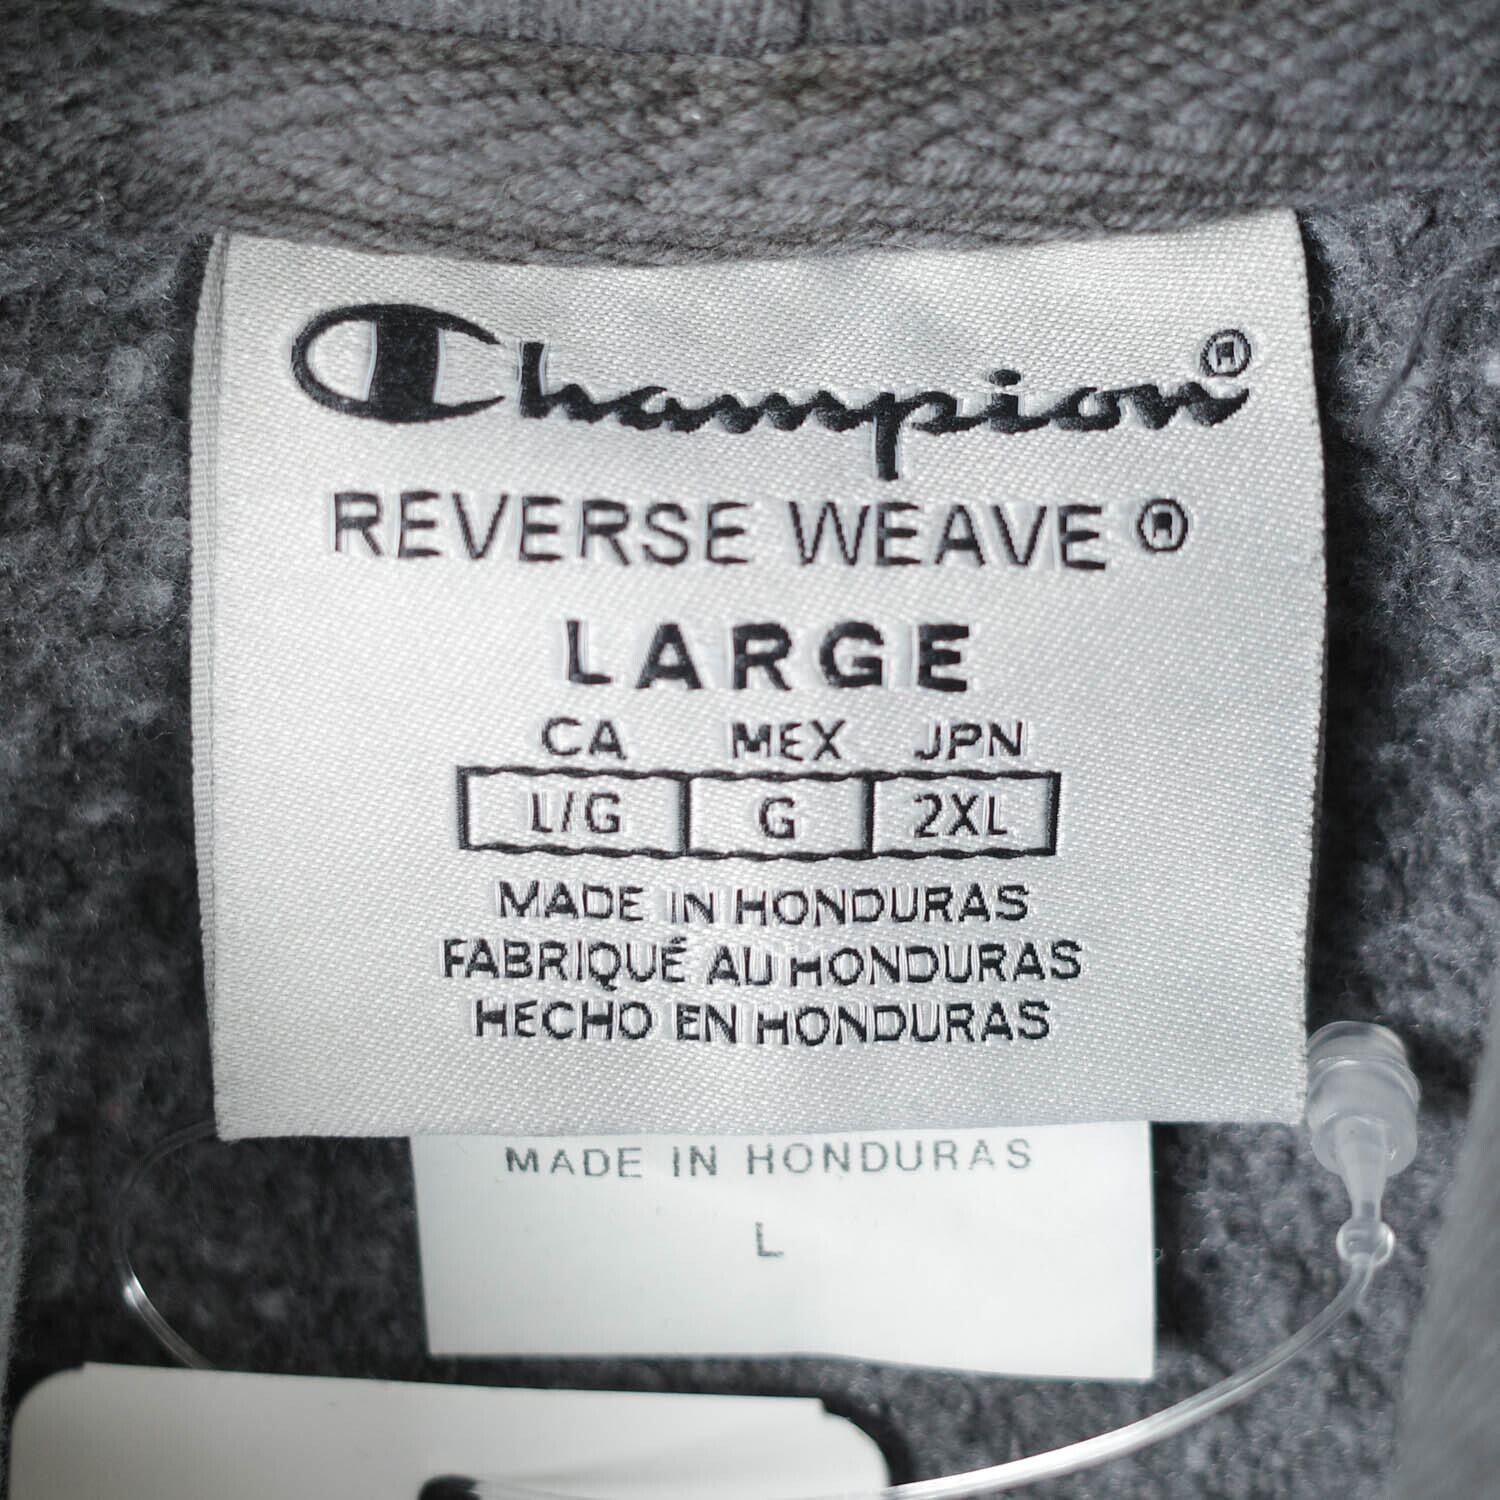 Champion®
REVERSE WEAVE®
LARGE
CA MEX JPN
L/G G 2XL
MADE IN HONDURAS
FABRIQUÉ AU HONDURAS
HECHO EN HONDURAS
MADE IN HONDURAS
L